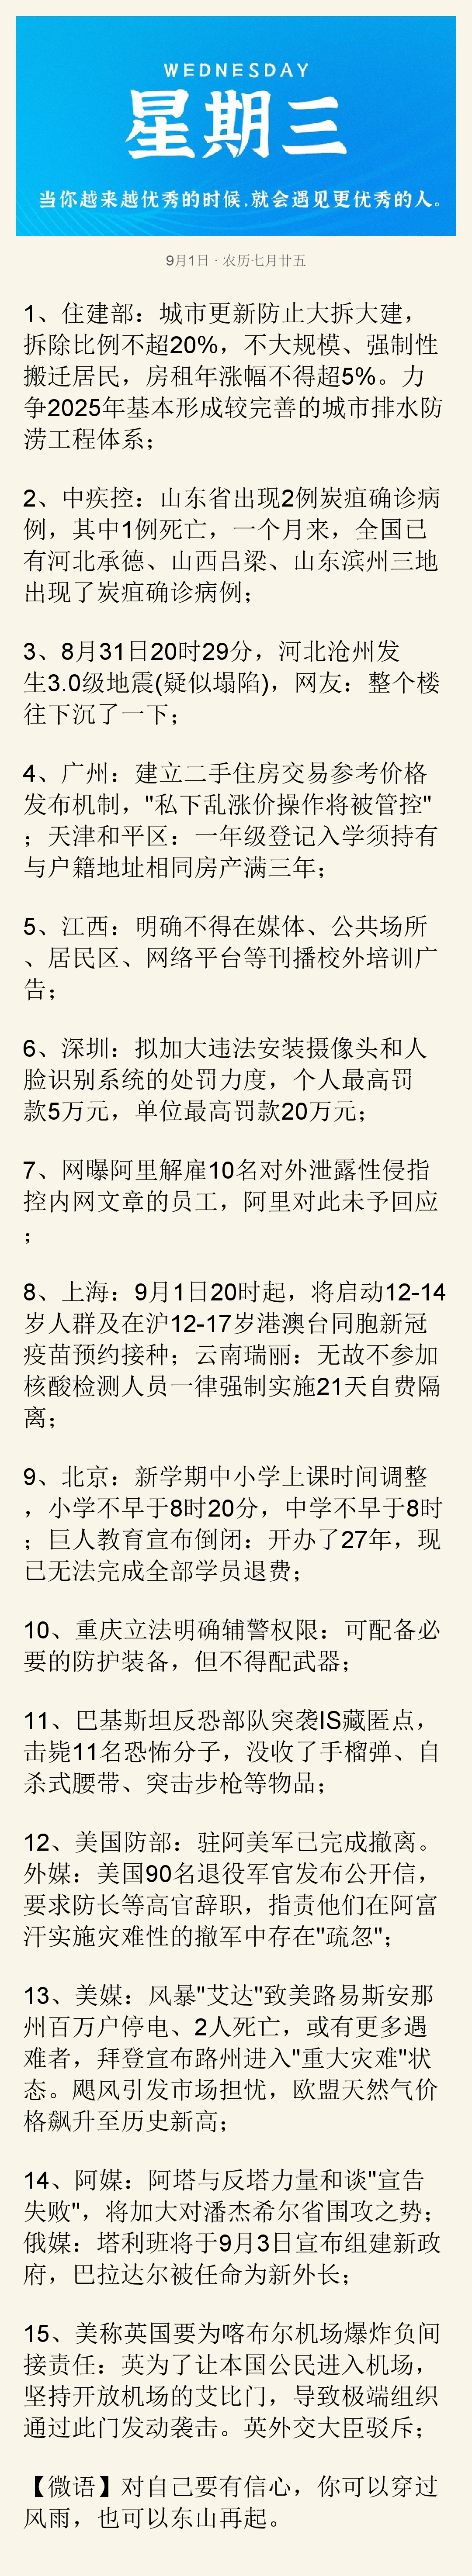 WEDNESDAY
星期三
当你越来越优秀的时候,就会遇见更优秀的人。
9月1日 · 农历七月廿五
1、住建部：城市更新防止大拆大建，
拆除比例不超20%，不大规模、强制性
搬迁居民，房租年涨幅不得超5%。力
争2025年基本形成较完善的城市排水防
涝工程体系；
2、中疾控：山东省出现2例炭疽确诊病
例，其中1例死亡，一个月来，全国已
有河北承德、山西吕梁、山东滨州三地
出现了炭疽确诊病例；
3、8月31日20时29分，河北沧州发
生3.0级地震(疑似塌陷)，网友：整个楼
往下沉了一下；
4、广州：建立二手住房交易参考价格
发布机制，"私下乱涨价操作将被管控"
；天津和平区：一年级登记入学须持有
与户籍地址相同房产满三年；
5、江西：明确不得在媒体、公共场所
、居民区、网络平台等刊播校外培训广
告；
6、深圳：拟加大违法安装摄像头和人
脸识别系统的处罚力度，个人最高罚
款5万元，单位最高罚款20万元；
7、网曝阿里解雇10名对外泄露性侵指
控内网文章的员工，阿里对此未予回应
；
8、上海：9月1日20时起，将启动12-14
岁人群及在沪12-17岁港澳台同胞新冠
疫苗预约接种；云南瑞丽：无故不参加
核酸检测人员一律强制实施21天自费隔
离；
9、北京：新学期中小学上课时间调整
，小学不早于8时20分，中学不早于8时
；巨人教育宣布倒闭：开办了27年，现
已无法完成全部学员退费；
10、重庆立法明确辅警权限：可配备必
要的防护装备，但不得配武器；
11、巴基斯坦反恐部队突袭IS藏匿点，
击毙11名恐怖分子，没收了手榴弹、自
杀式腰带、突击步枪等物品；
12、美国防部：驻阿美军已完成撤离。
外媒：美国90名退役军官发布公开信，
要求防长等高官辞职，指责他们在阿富
汗实施灾难性的撤军中存在"疏忽"；
13、美媒：风暴"艾达"致美路易斯安那
州百万户停电、2人死亡，或有更多遇
难者，拜登宣布路州进入"重大灾难"状
态。飓风引发市场担忧，欧盟天然气价
格飙升至历史新高；
14、阿媒：阿塔与反塔力量和谈"宣告
失败"，将加大对潘杰希尔省围攻之势；
俄媒：塔利班将于9月3日宣布组建新政
府，巴拉达尔被任命为新外长；
15、美称英国要为喀布尔机场爆炸负间
接责任：英为了让本国公民进入机场，
坚持开放机场的艾比门，导致极端组织
通过此门发动袭击。英外交大臣驳斥；
【微语】对自己要有信心，你可以穿过
风雨，也可以东山再起。